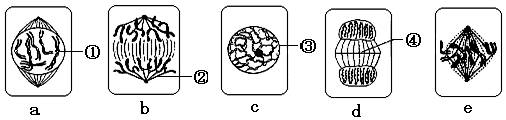 ① ② ③ ④
a b c d e